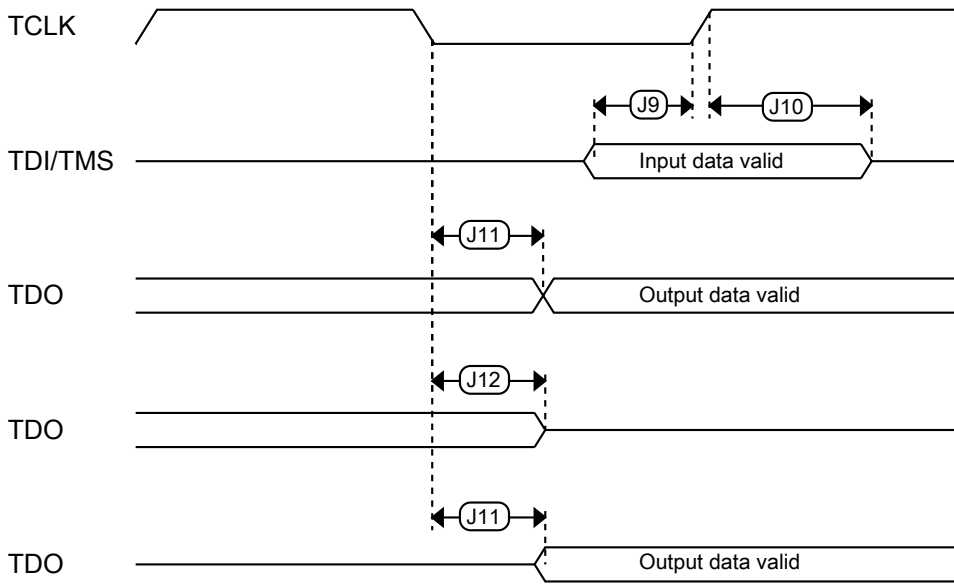 TCLK
J9
J10
TDI/TMS
Input data valid
J11
TDO
Output data valid
J12
TDO
J11
TDO
Output data valid